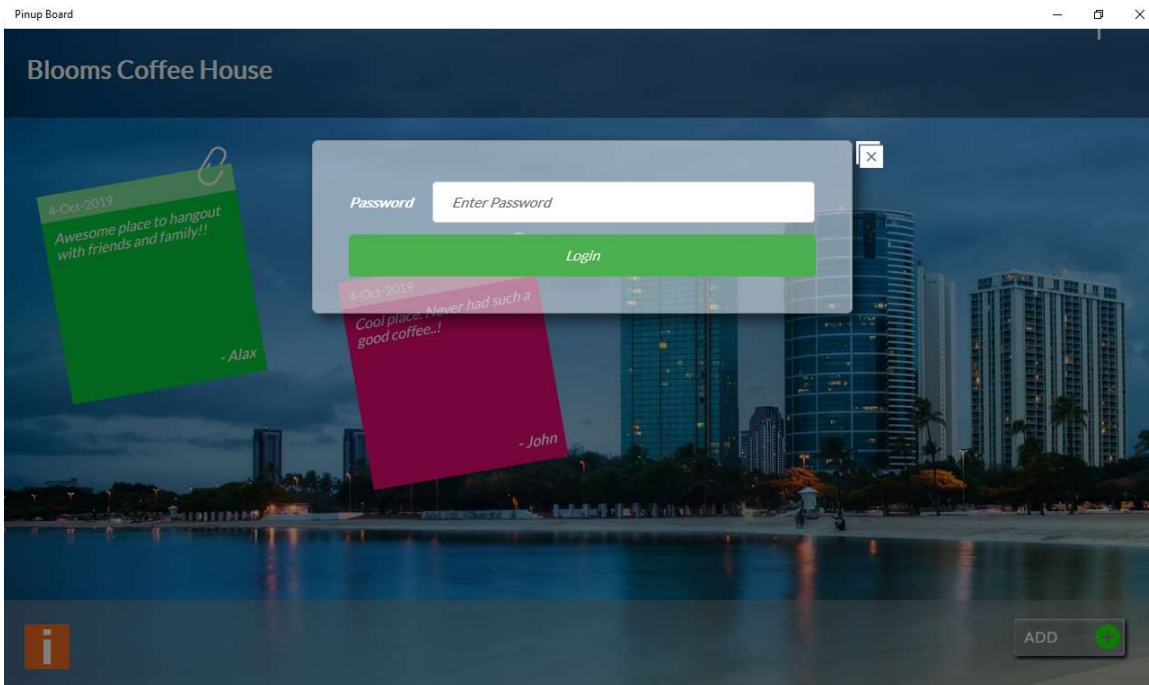 Pinup Board
Blooms Coffee House
4-Oct-2019
Awesome place to hangout
with friends and family!!
- Alax
Password
Enter Password
Login
4-Oct-2019
Cool place. Never had such a
good coffee..!
- John
i
ADD